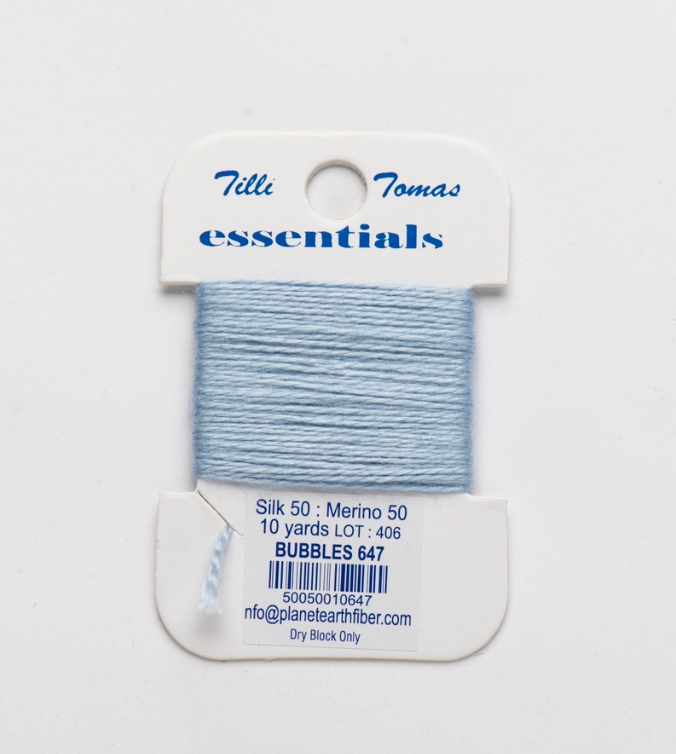 Tilli Tomas
essentials
Silk 50 : Merino 50
10 yards LOT : 406
BUBBLES 647
50050010647
nfo@planetearthfiber.com
Dry Block Only